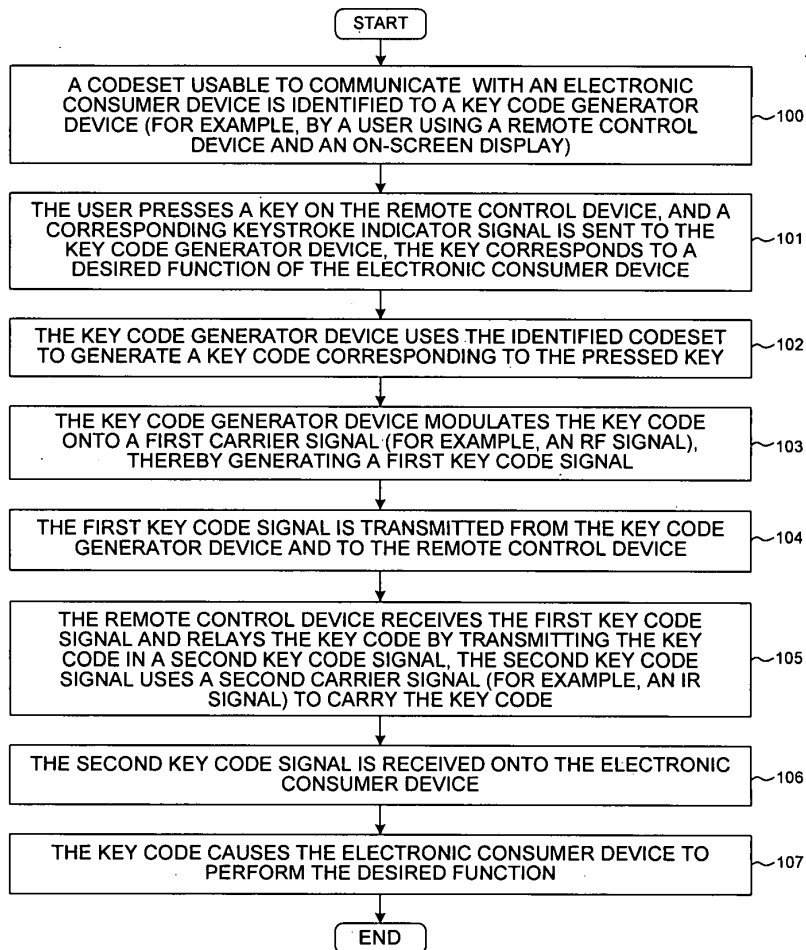 START
A CODESET USABLE TO COMMUNICATE WITH AN ELECTRONIC
CONSUMER DEVICE IS IDENTIFIED TO A KEY CODE GENERATOR
DEVICE (FOR EXAMPLE, BY A USER USING A REMOTE CONTROL
DEVICE AND AN ON-SCREEN DISPLAY)
100
THE USER PRESSES A KEY ON THE REMOTE CONTROL DEVICE, AND A
CORRESPONDING KEYSTROKE INDICATOR SIGNAL IS SENT TO THE
KEY CODE GENERATOR DEVICE, THE KEY CORRESPONDS TO A
DESIRED FUNCTION OF THE ELECTRONIC CONSUMER DEVICE
101
THE KEY CODE GENERATOR DEVICE USES THE IDENTIFIED CODESET
TO GENERATE A KEY CODE CORRESPONDING TO THE PRESSED KEY
102
THE KEY CODE GENERATOR DEVICE MODULATES THE KEY CODE
ONTO A FIRST CARRIER SIGNAL (FOR EXAMPLE, AN RF SIGNAL),
THEREBY GENERATING A FIRST KEY CODE SIGNAL
103
THE FIRST KEY CODE SIGNAL IS TRANSMITTED FROM THE KEY CODE
GENERATOR DEVICE AND TO THE REMOTE CONTROL DEVICE
104
THE REMOTE CONTROL DEVICE RECEIVES THE FIRST KEY CODE
SIGNAL AND RELAYS THE KEY CODE BY TRANSMITTING THE KEY
CODE IN A SECOND KEY CODE SIGNAL, THE SECOND KEY CODE
SIGNAL USES A SECOND CARRIER SIGNAL (FOR EXAMPLE, AN IR
SIGNAL) TO CARRY THE KEY CODE
105
THE SECOND KEY CODE SIGNAL IS RECEIVED ONTO THE ELECTRONIC
CONSUMER DEVICE
106
THE KEY CODE CAUSES THE ELECTRONIC CONSUMER DEVICE TO
PERFORM THE DESIRED FUNCTION
107
END